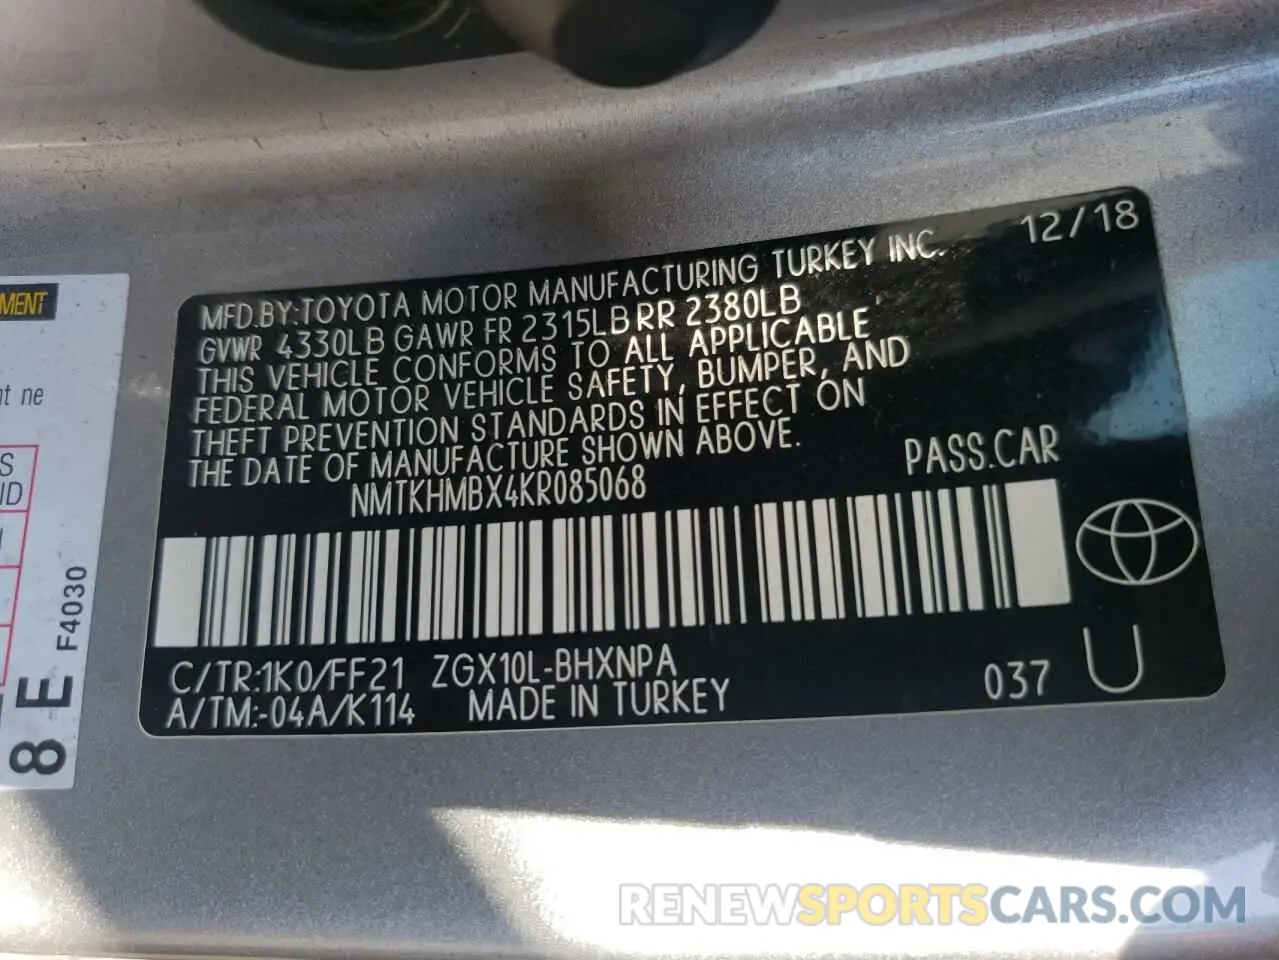 12/18
MFD.BY:TOYOTA MOTOR MANUFACTURING TURKEY INC.
GVWR 4330LB GAWR FR 2315LB RR 2380LB
THIS VEHICLE CONFORMS TO ALL APPLICABLE
FEDERAL MOTOR VEHICLE SAFETY, BUMPER, AND
THEFT PREVENTION STANDARDS IN EFFECT ON
THE DATE OF MANUFACTURE SHOWN ABOVE.
NMTKHMBX4KR085068 PASS.CAR
C/TR:1K0/FF21 ZGX10L-BHXNPA
A/TM:-04A/K114 MADE IN TURKEY
037 U
F4030
8 E
RENEWSPORTSCARS.COM